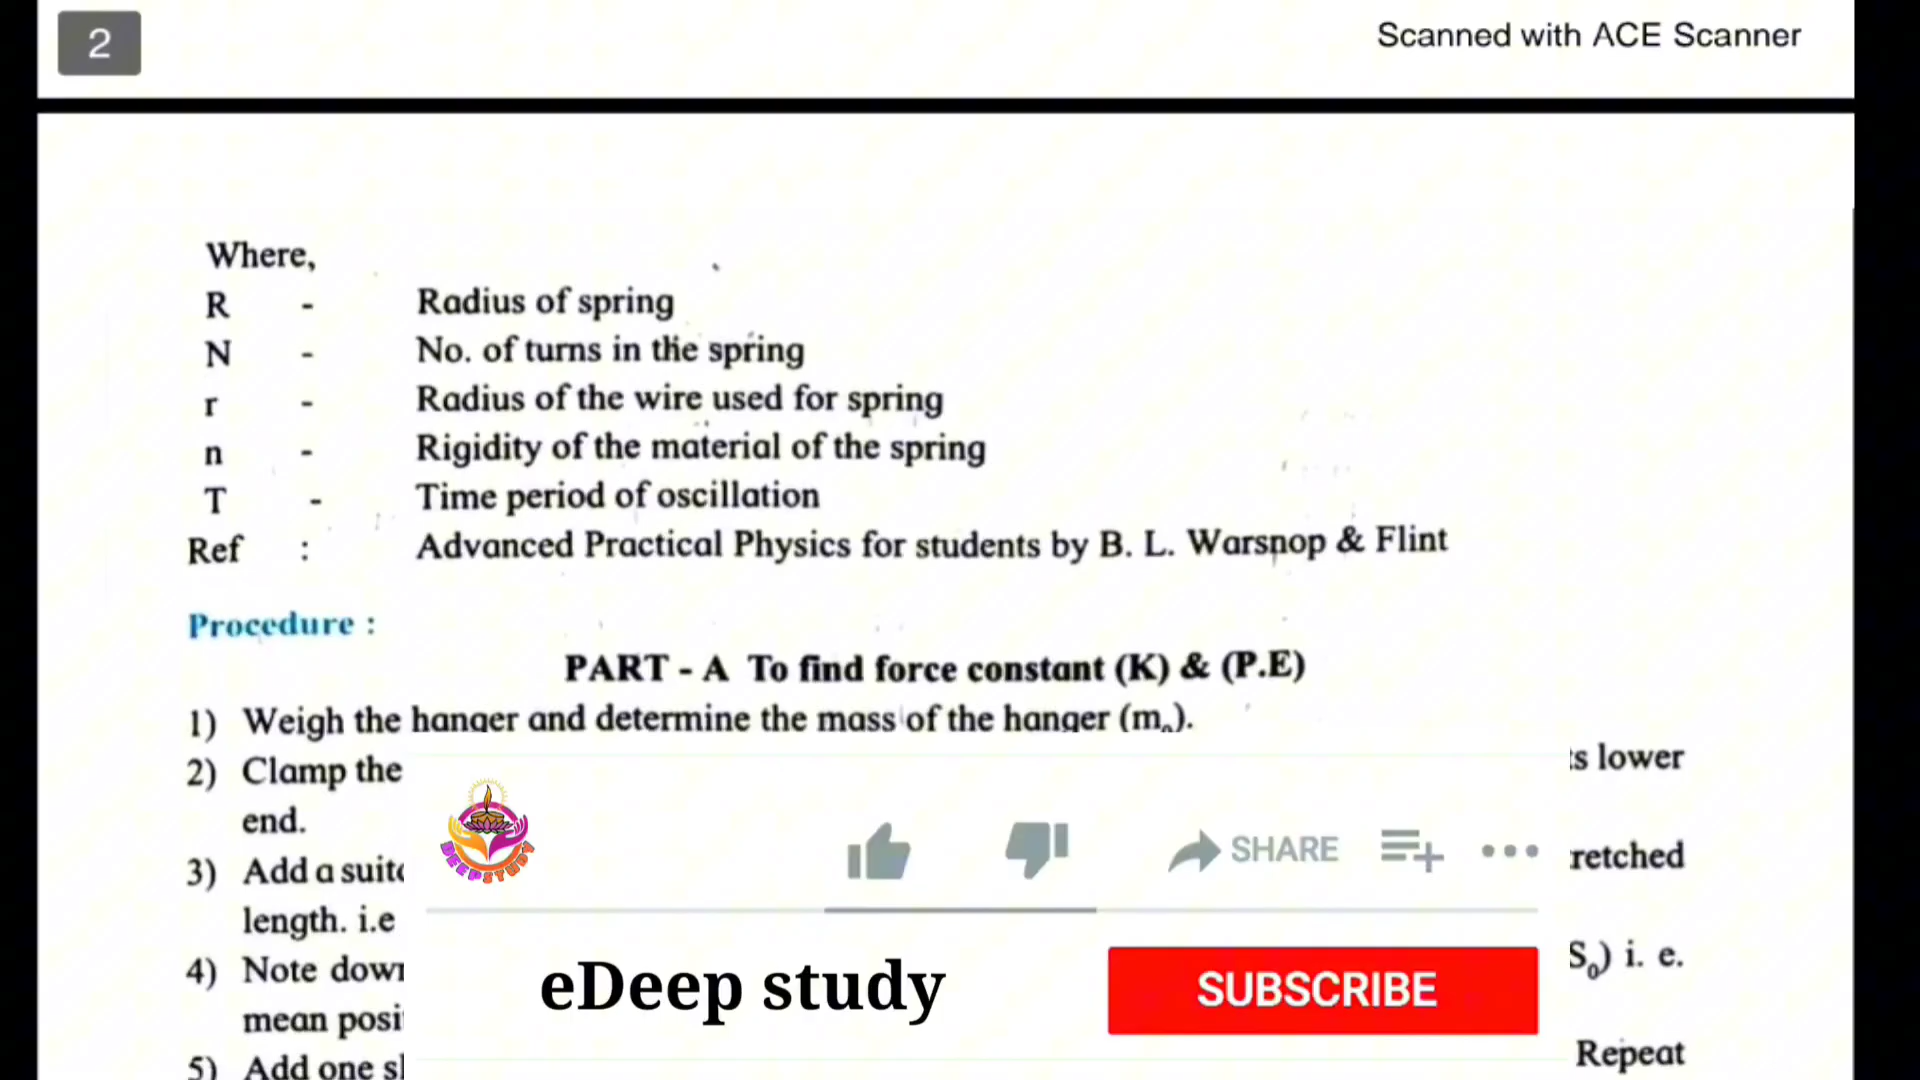 2
Scanned with ACE Scanner
Where,
R - Radius of spring
N - No. of turns in the spring
r - Radius of the wire used for spring
n - Rigidity of the material of the spring
T - Time period of oscillation
Ref : Advanced Practical Physics for students by B. L. Warsnop & Flint
Procedure :
PART - A To find force constant (K) & (P.E)
1) Weigh the hanger and determine the mass of the hanger (m₀).
2) Clamp the
s lower
end.
3) Add a
retched
length. i.e
4) Note
S₀) i. e.
mean
5) Add one
Repeat
DEEPSTUDY
SHARE
eDeep study
SUBSCRIBE